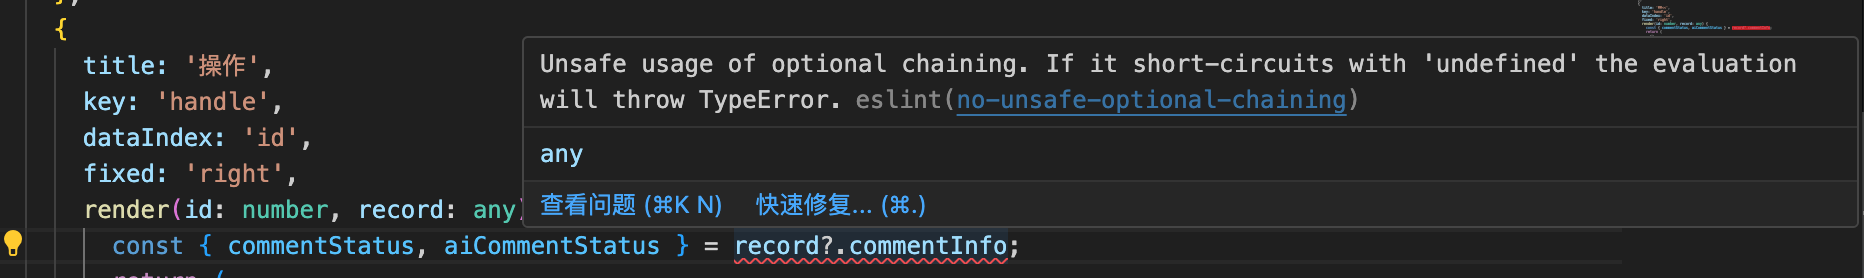 },
{
title: '操作',
key: 'handle',
dataIndex: 'id',
fixed: 'right',
render(id: number, record: any)
const { commentStatus, aiCommentStatus } = record?.commentInfo;
return (
Unsafe usage of optional chaining. If it short-circuits with 'undefined' the evaluation
will throw TypeError. eslint(no-unsafe-optional-chaining)
any
查看问题 (⌘K N) 快速修复... (⌘.)